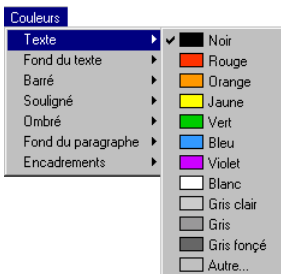 Couleurs
Texte
Fond du texte
Barré
Souligné
Ombré
Fond du paragraphe
Encadrements
Noir
Rouge
Orange
Jaune
Vert
Bleu
Violet
Blanc
Gris clair
Gris
Gris fonçé
Autre...